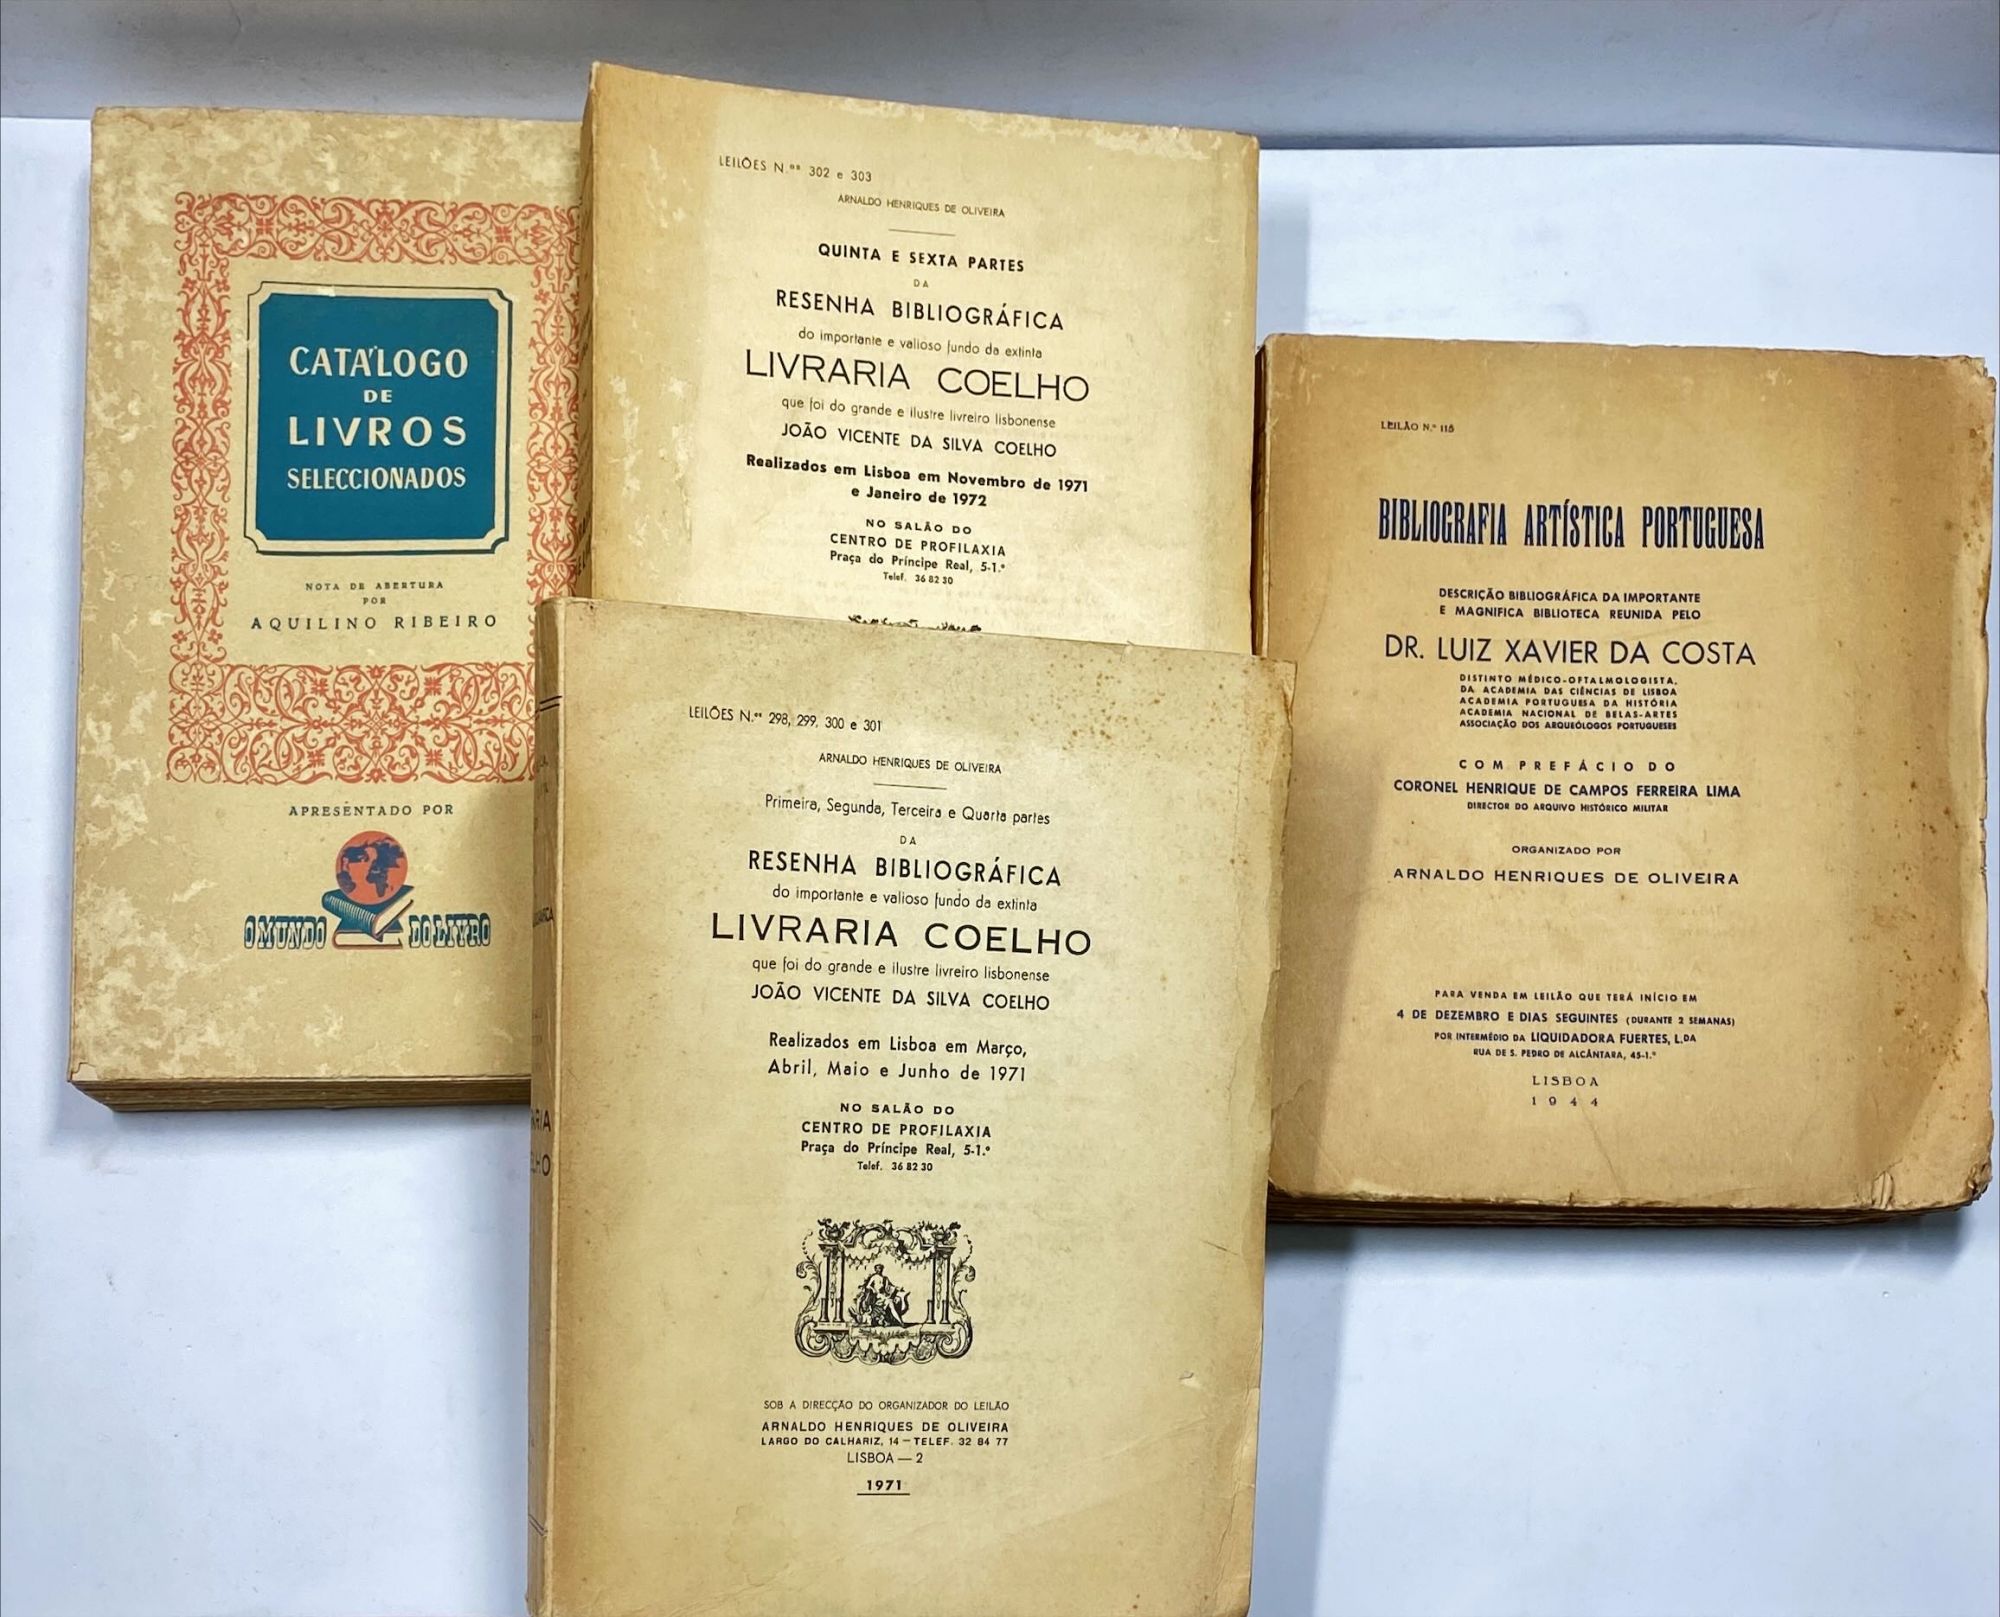 CATÁLOGO
DE
LIVROS
SELECCIONADOS
NOTA DE ABERTURA
POR
AQUILINO RIBEIRO
APRESENTADO POR
O MUNDO DO LIVRO
LEILÕES N.os 302 e 303
ARNALDO HENRIQUES DE OLIVEIRA
QUINTA E SEXTA PARTES
DA
RESENHA BIBLIOGRÁFICA
do importante e valioso fundo da extinta
LIVRARIA COELHO
que foi do grande e ilustre livreiro lisbonense
JOÃO VICENTE DA SILVA COELHO
Realizados em Lisboa em Novembro de 1971
e Janeiro de 1972
NO SALÃO DO
CENTRO DE PROFILAXIA
Praça do Príncipe Real, 5-1.º
Telef. 36 82 30
LEILÕES N.os 298, 299, 300 e 301
ARNALDO HENRIQUES DE OLIVEIRA
Primeira, Segunda, Terceira e Quarta partes
DA
RESENHA BIBLIOGRÁFICA
do importante e valioso fundo da extinta
LIVRARIA COELHO
que foi do grande e ilustre livreiro lisbonense
JOÃO VICENTE DA SILVA COELHO
Realizados em Lisboa em Março,
Abril, Maio e Junho de 1971
NO SALÃO DO
CENTRO DE PROFILAXIA
Praça do Príncipe Real, 5-1.º
Telef. 36 82 30
SOB A DIRECÇÃO DO ORGANIZADOR DO LEILÃO
ARNALDO HENRIQUES DE OLIVEIRA
LARGO DO CALHARIZ, 14 — TELEF. 32 84 77
LISBOA — 2
1971
LEILÃO N.º 115
BIBLIOGRAFIA ARTÍSTICA PORTUGUESA
DESCRIÇÃO BIBLIOGRÁFICA DA IMPORTANTE
E MAGNIFICA BIBLIOTECA REUNIDA PELO
DR. LUIZ XAVIER DA COSTA
DISTINTO MÉDICO-OFTALMOLOGISTA,
DA ACADEMIA DAS CIÊNCIAS DE LISBOA
ACADEMIA PORTUGUESA DA HISTÓRIA
ACADEMIA NACIONAL DE BELAS-ARTES
ASSOCIAÇÃO DOS ARQUEÓLOGOS PORTUGUESES
COM PREFÁCIO DO
CORONEL HENRIQUE DE CAMPOS FERREIRA LIMA
DIRECTOR DO ARQUIVO HISTÓRICO MILITAR
ORGANIZADO POR
ARNALDO HENRIQUES DE OLIVEIRA
PARA VENDA EM LEILÃO QUE TERÁ INÍCIO EM
4 DE DEZEMBRO E DIAS SEGUINTES (DURANTE 2 SEMANAS)
POR INTERMÉDIO DA LIQUIDADORA FUERTES, L.DA
RUA DE S. PEDRO DE ALCÂNTARA, 45-1.º
LISBOA
1944